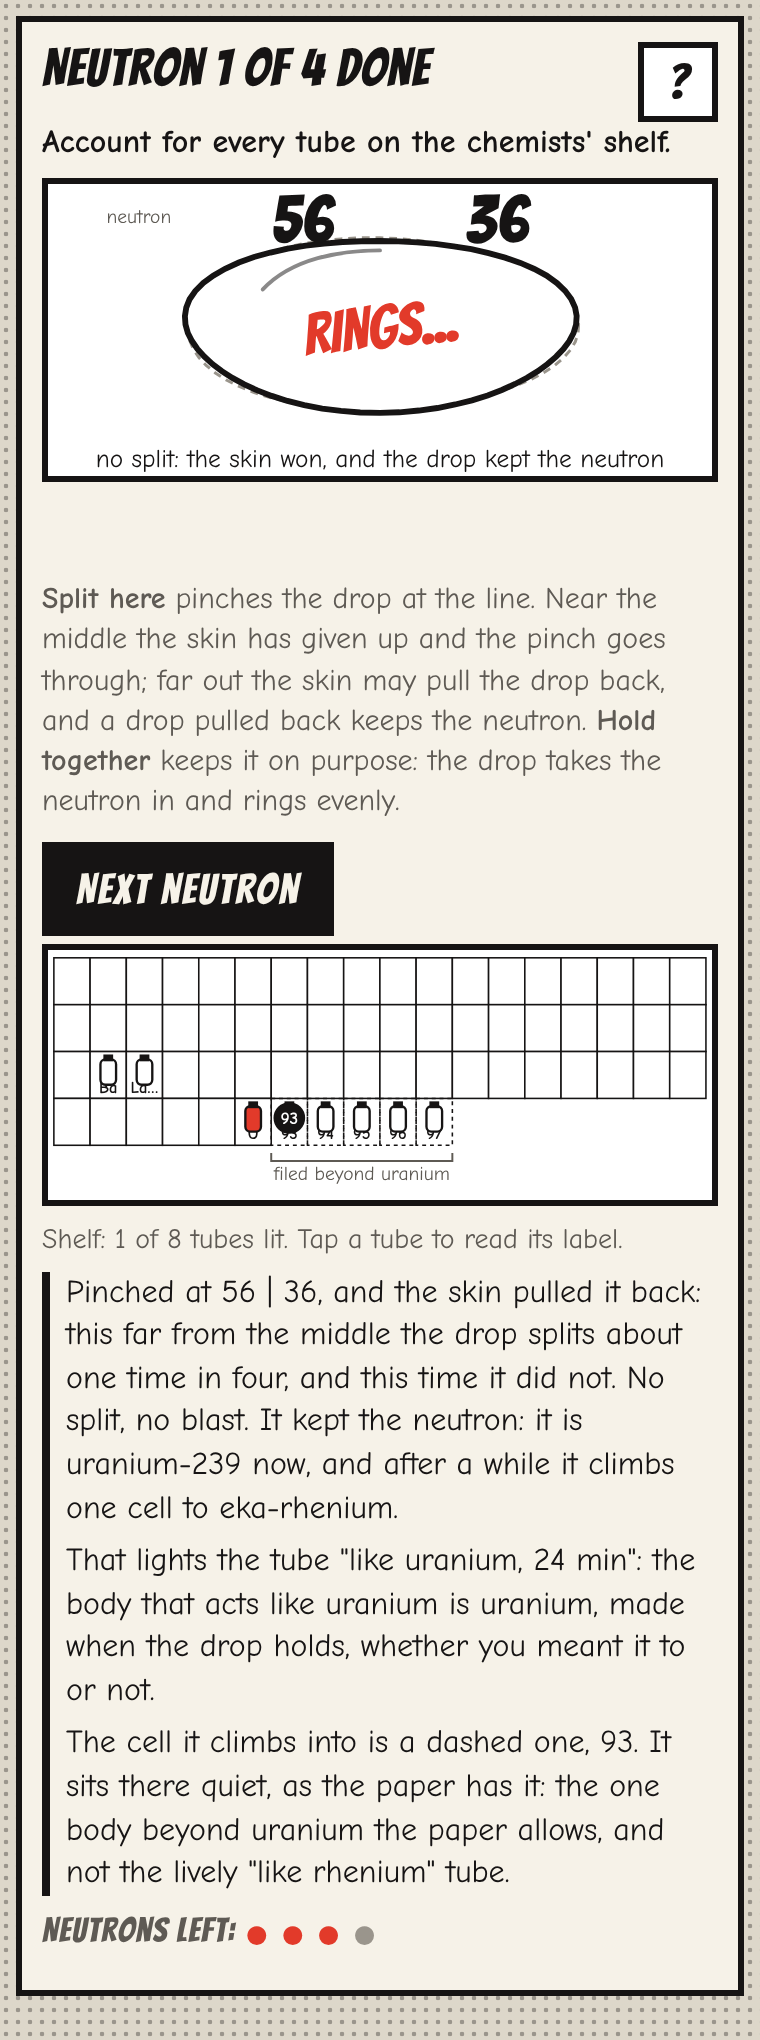 NEUTRON 1 OF 4 DONE
?
Account for every tube on the chemists' shelf.
neutron
56
36
RINGS...
no split: the skin won, and the drop kept the neutron
Split here pinches the drop at the line. Near the
middle the skin has given up and the pinch goes
through; far out the skin may pull the drop back,
and a drop pulled back keeps the neutron. Hold
together keeps it on purpose: the drop takes the
neutron in and rings evenly.
NEXT NEUTRON
Ba La...
93
U 93 94 95 96 97
filed beyond uranium
Shelf: 1 of 8 tubes lit. Tap a tube to read its label.
Pinched at 56 | 36, and the skin pulled it back:
this far from the middle the drop splits about
one time in four, and this time it did not. No
split, no blast. It kept the neutron: it is
uranium-239 now, and after a while it climbs
one cell to eka-rhenium.
That lights the tube "like uranium, 24 min": the
body that acts like uranium is uranium, made
when the drop holds, whether you meant it to
or not.
The cell it climbs into is a dashed one, 93. It
sits there quiet, as the paper has it: the one
body beyond uranium the paper allows, and
not the lively "like rhenium" tube.
NEUTRONS LEFT: